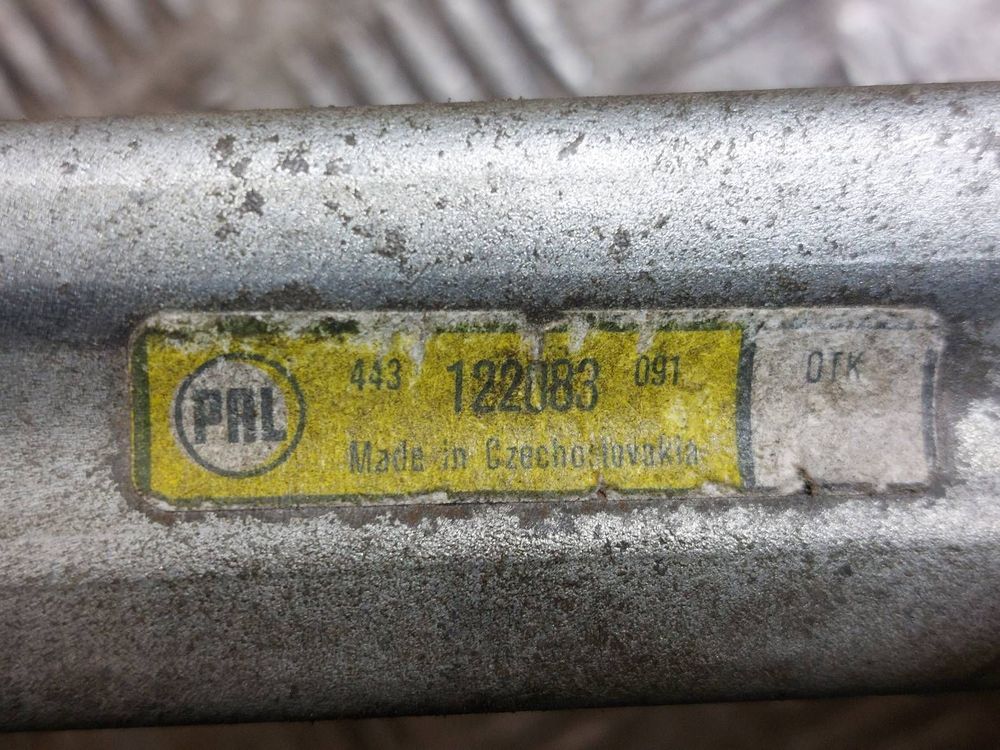 PAL
443 122083 091
Made in Czechoslovakia
OTK